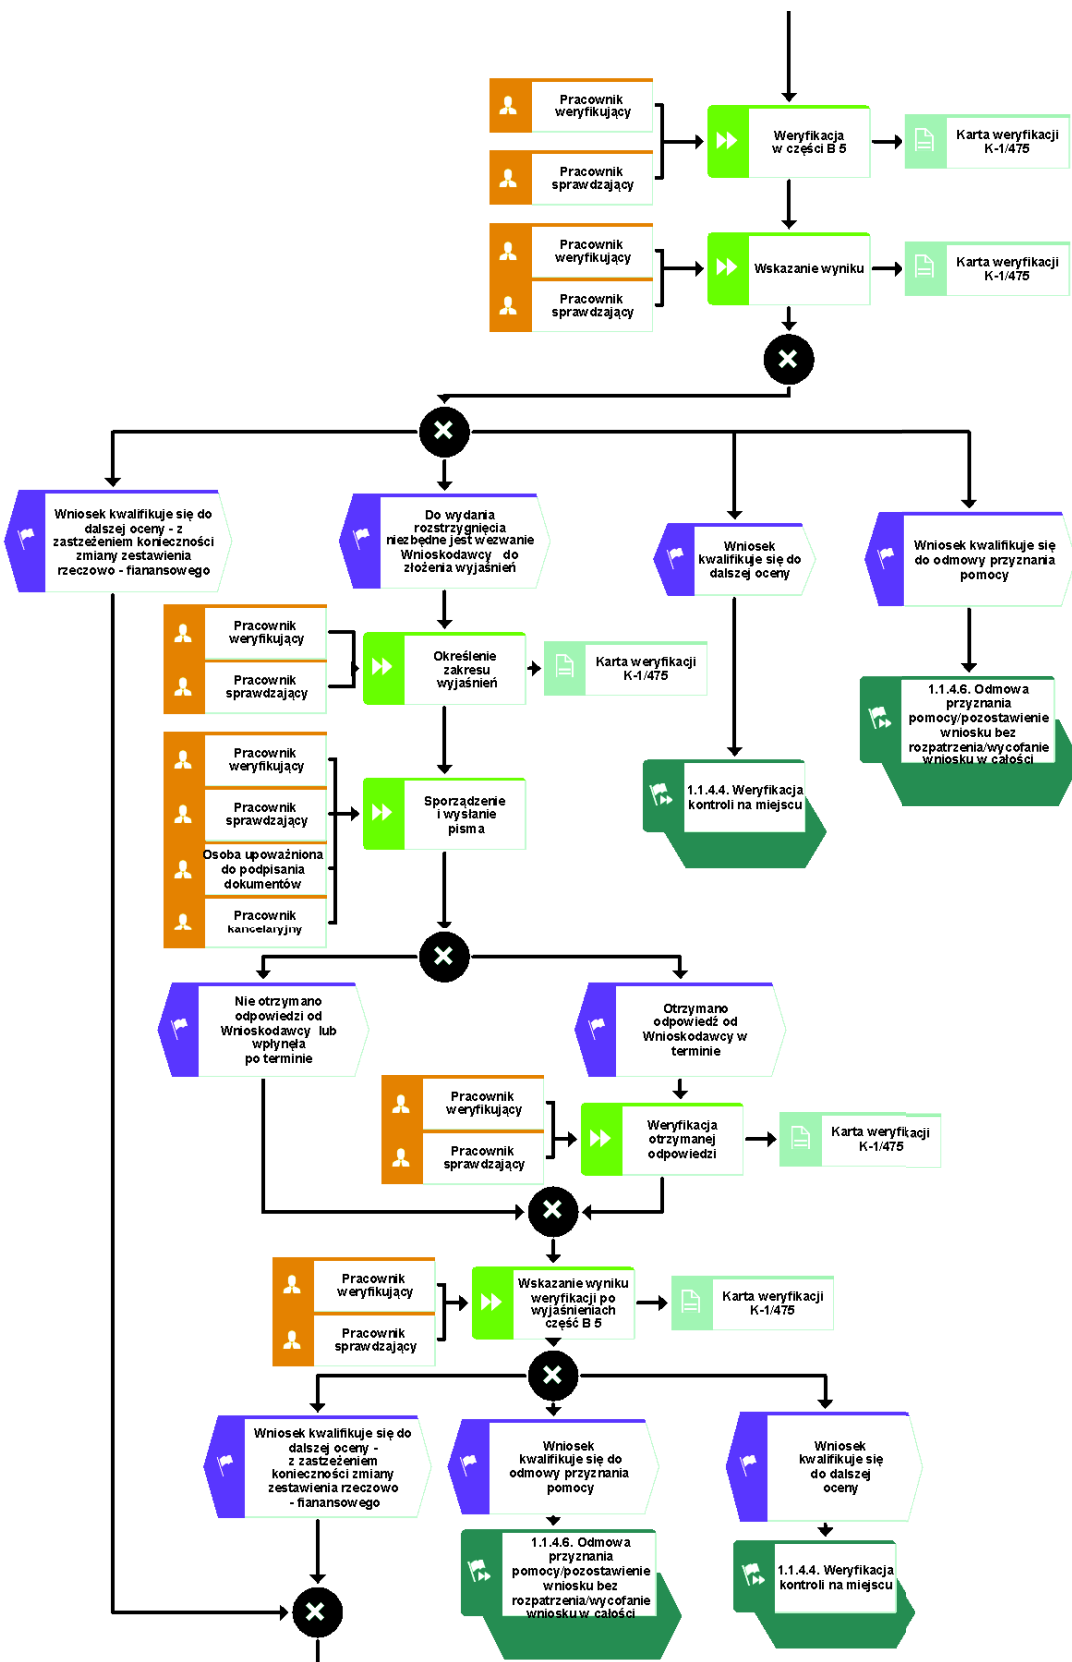 Pracownik
weryfikujący
Pracownik
sprawdzający
Weryfikacja
w części B 5
Karta weryfikacji
K-1/475
Pracownik
weryfikujący
Pracownik
sprawdzający
Wskazanie wyniku
Karta weryfikacji
K-1/475
Wniosek kwalifikuje się do
dalszej oceny - z
zastrzeżeniem konieczności
zmiany zestawienia
rzeczowo - fianansowego
Do wydania
rozstrzygnięcia
niezbędne jest wezwanie
Wnioskodawcy do
złożenia wyjaśnień
Wniosek
kwalifikuje się do
dalszej oceny
Wniosek kwalifikuje się
do odmowy przyznania
pomocy
Pracownik
weryfikujący
Pracownik
sprawdzający
Określenie
zakresu
wyjaśnień
Karta weryfikacji
K-1/475
1.1.4.6. Odmowa
przyznania
pomocy/pozostawienie
wniosku bez
rozpatrzenia/wycofanie
wniosku w całości
Pracownik
weryfikujący
Pracownik
sprawdzający
Osoba upoważniona
do podpisania
dokumentów
Pracownik
kancelaryjny
Sporządzenie
i wysłanie
pisma
1.1.4.4. Weryfikacja
kontroli na miejscu
Nie otrzymano
odpowiedzi od
Wnioskodawcy lub
wpłynęła
po terminie
Otrzymano
odpowiedź od
Wnioskodawcy w
terminie
Pracownik
weryfikujący
Pracownik
sprawdzający
Weryfikacja
otrzymanej
odpowiedzi
Karta weryfikacji
K-1/475
Pracownik
weryfikujący
Pracownik
sprawdzający
Wskazanie wyniku
weryfikacji po
wyjaśnieniach
część B 5
Karta weryfikacji
K-1/475
Wniosek kwalifikuje się do
dalszej oceny -
z zastrzeżeniem
konieczności zmiany
zestawienia rzeczowo
- fianansowego
Wniosek
kwalifikuje się do
odmowy przyznania
pomocy
Wniosek
kwalifikuje się
do dalszej
oceny
1.1.4.6. Odmowa
przyznania
pomocy/pozostawienie
wniosku bez
rozpatrzenia/wycofanie
wniosku w całości
1.1.4.4. Weryfikacja
kontroli na miejscu